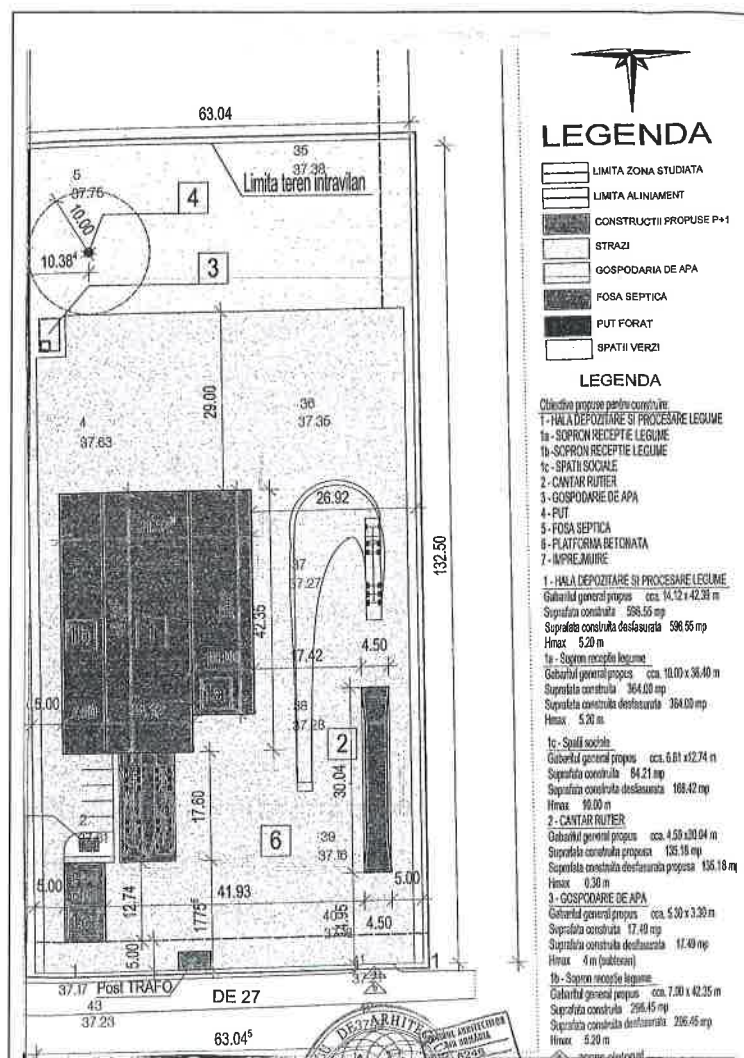 63.04
35
37.38
Limita teren intravilan
5
37.75
4
10.00
10.38⁴
3
29.00
36
37.35
4
37.63
26.92
132.50
37
37.27
42.35
17.42
4.50
5.00
38
37.28
2
30.04
17.60
2
6
39
37.16
5.00
12.74
41.93
5.00
1775⁵
4.50
5.00
1
1
37.17
Post TRAFO
DE 27
43
37.23
63.04⁵
LEGENDA
LIMITA ZONA STUDIATA
LIMITA ALINIAMENT
CONSTRUCTII PROPUSE P+1
STRAZI
GOSPODARIA DE APA
FOSA SEPTICA
PUT FORAT
SPATII VERZI
LEGENDA
Obiective propuse pentru construire:
1 - HALA DEPOZITARE SI PROCESARE LEGUME
1a - SOPRON RECEPTIE LEGUME
1b - SOPRON RECEPTIE LEGUME
1c - SPATII SOCIALE
2 - CANTAR RUTIER
3 - GOSPODARIE DE APA
4 - PUT
5 - FOSA SEPTICA
6 - PLATFORMA BETONATA
7 - IMPREJMUIRE
1 - HALA DEPOZITARE SI PROCESARE LEGUME
Gabaritul general propus cca. 14.12 x 42.39 m
Suprafata construita 598.55 mp
Suprafata construita desfasurata 598.55 mp
Hmax 5.20 m
1a - Sopron receptie legume
Gabaritul general propus cca. 10.00 x 36.40 m
Suprafata construita 364.00 mp
Suprafata construita desfasurata 364.00 mp
Hmax 5.20 m
1c - Spatii sociale
Gabaritul general propus cca. 6.61 x12.74 m
Suprafata construita 84.21 mp
Suprafata construita desfasurata 168.42 mp
Hmax 10.00 m
2 - CANTAR RUTIER
Gabaritul general propus cca. 4.50 x30.04 m
Suprafata construita propusa 135.18 mp
Suprafata construita desfasurata propusa 135.18 mp
Hmax 0.30 m
3 - GOSPODARIE DE APA
Gabaritul general propus cca. 5.30 x 3.30 m
Suprafata construita 17.49 mp
Suprafata construita desfasurata 17.49 mp
Hmax 4 m (subteran)
1b - Sopron receptie legume
Gabaritul general propus cca. 7.00 x 42.35 m
Suprafata construita 296.45 mp
Suprafata construita desfasurata 296.45 mp
Hmax 5.20 m